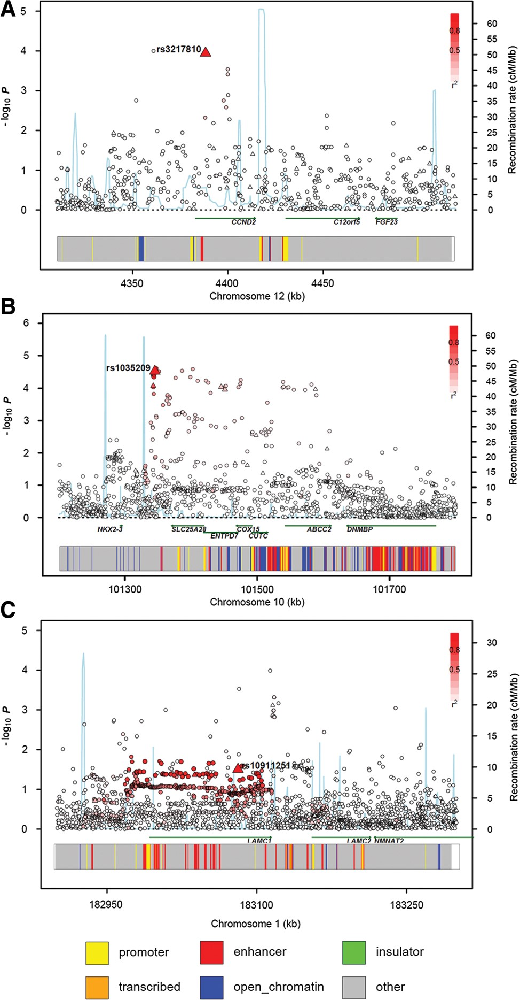 A
5
4
3
2
1
0
- log10 P
rs3217810
0.8
0.5
r2
60
55
50
45
40
35
30
25
20
15
10
5
0
Recombination rate (cM/Mb)
CCND2 C12orf5 FGF23
4350 4400 4450
Chromosome 12 (kb)
B
6
5
4
3
2
1
0
- log10 P
rs1035209
0.8
0.5
r2
60
55
50
45
40
35
30
25
20
15
10
5
0
Recombination rate (cM/Mb)
NKX2-3 SLC25A28 COX15 ABCC2 DNMBP
ENTPD7 CUTC
101300 101500 101700
Chromosome 10 (kb)
C
5
4
3
2
1
0
- log10 P
rs10911251
0.8
0.5
r2
30
25
20
15
10
5
0
Recombination rate (cM/Mb)
LAMC1 LAMC2 NMNAT2
182950 183100 183250
Chromosome 1 (kb)
promoter enhancer insulator
transcribed open_chromatin other